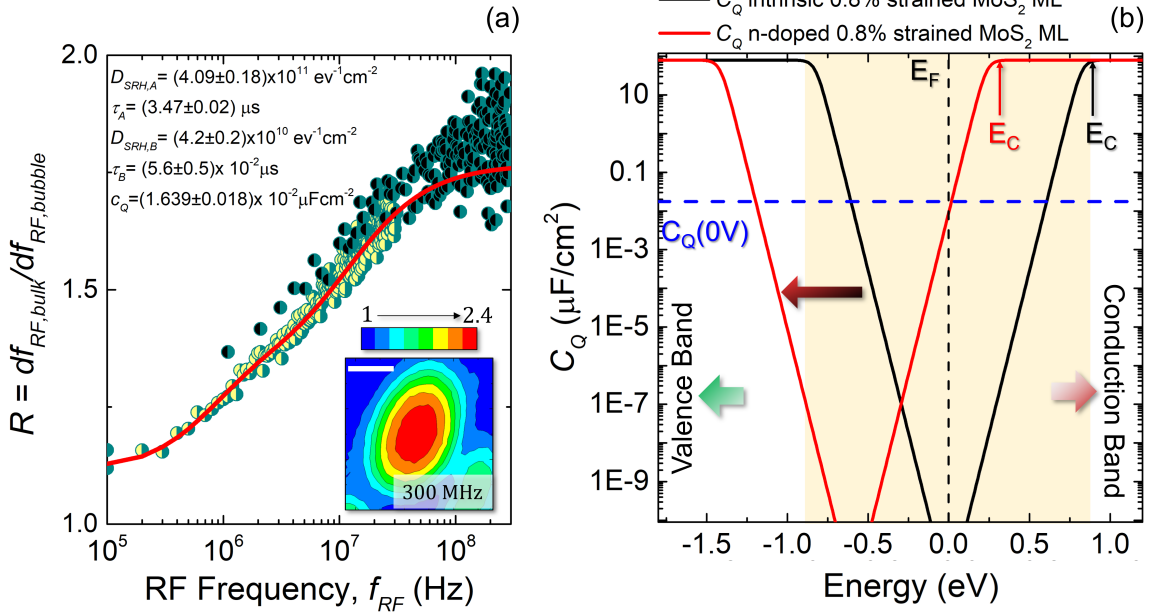 (a)
2.0
1.5
1.0
R = df_RF,bulk/df_RF,bubble
D_SRH,A= (4.09±0.18)x10^11 ev^-1cm^-2
τ_A= (3.47±0.02) μs
D_SRH,B= (4.2±0.2)x10^10 eV^-1cm^-2
τ_B= (5.6±0.5)x 10^-2μs
c_Q=(1.639±0.018)x 10^-2μFcm^-2
1 2.4
300 MHz
10^5 10^6 10^7 10^8
RF Frequency, f_RF (Hz)
C_Q intrinsic 0.8% strained MoS_2 ML
(b)
C_Q n-doped 0.8% strained MoS_2 ML
10
0.1
1E-3
1E-5
1E-7
1E-9
C_Q (μF/cm^2)
E_F
E_C
E_C
C_Q(0V)
Valence Band
Conduction Band
-1.5 -1.0 -0.5 0.0 0.5 1.0
Energy (eV)